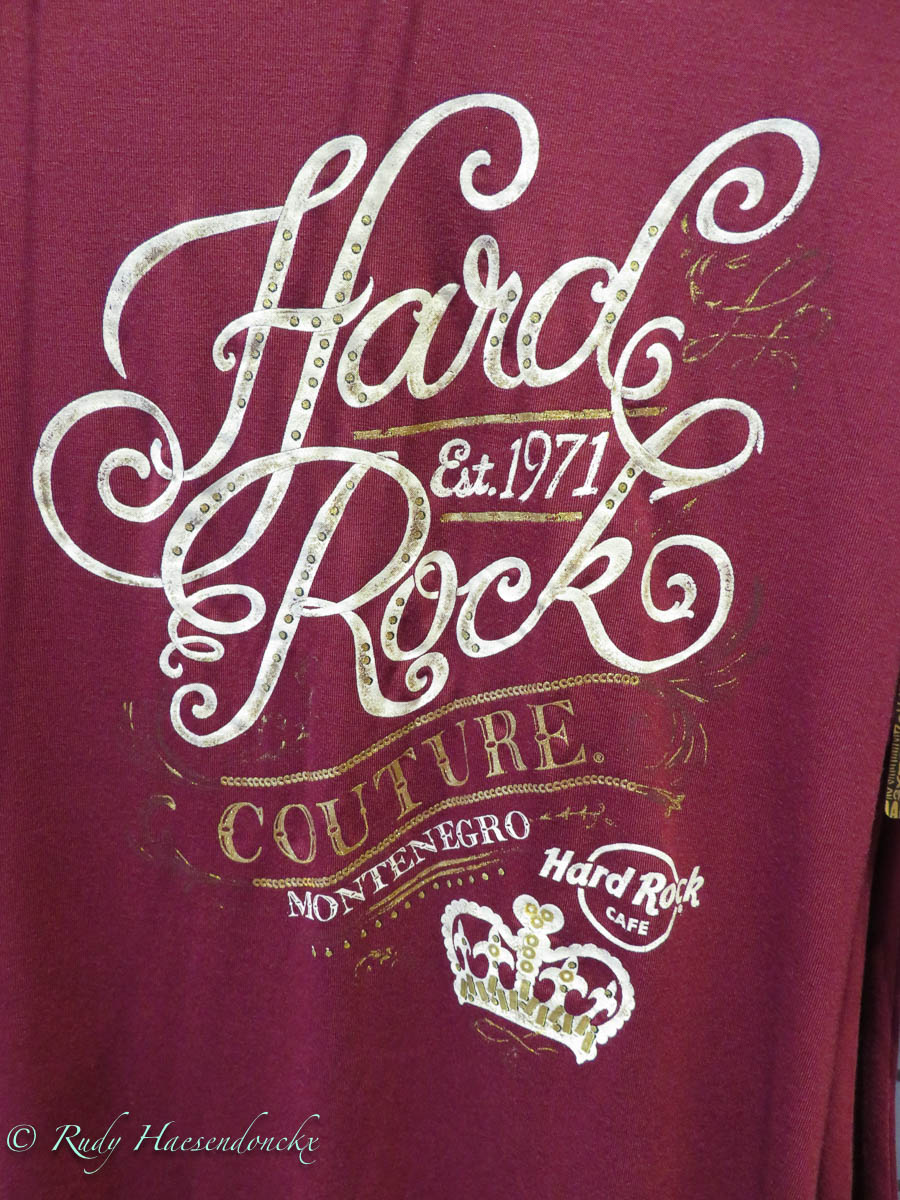 Hard
Est. 1971
Rock
COUTURE®
MONTENEGRO
Hard Rock
CAFE
© Rudy Haesendonckx